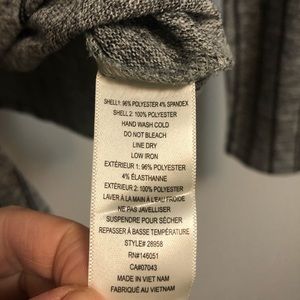 SHELL1: 96% POLYESTER 4% SPANDEX
SHELL 2: 100% POLYESTER
HAND WASH COLD
DO NOT BLEACH
LINE DRY
LOW IRON
EXTÉRIEUR 1: 96% POLYESTER
4% ÉLASTHANNE
EXTÉRIEUR 2: 100% POLYESTER
LAVER À LA MAIN À L'EAU FROIDE
NE PAS JAVELLISER
SUSPENDRE POUR SÉCHER
REPASSER À BASSE TEMPÉRATURE
STYLE# 28958
RN#146051
CA#07043
MADE IN VIET NAM
FABRIQUÉ AU VIETNAM